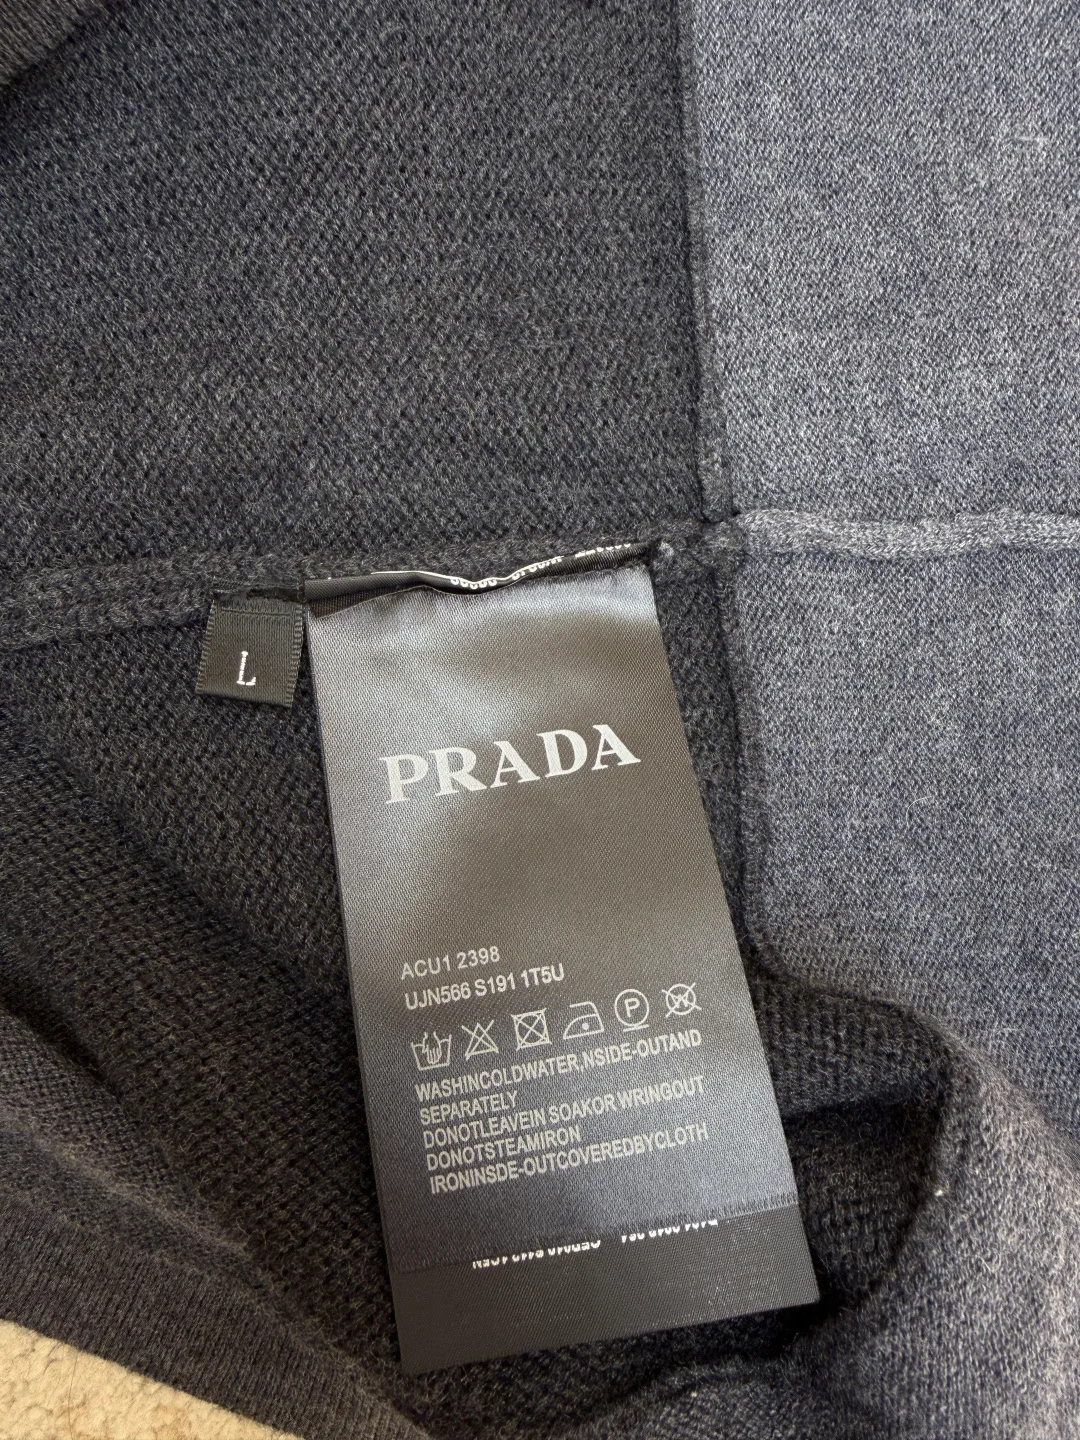 L
PRADA
ACU1 2398
UJN566 S191 1T5U
P
W
WASHINCOLDWATER,NSIDE-OUTAND
SEPARATELY
DONOTLEAVEIN SOAKOR WRINGOUT
DONOTSTEAMIRON
IRONINSDE-OUTCOVEREDBYCLOTH